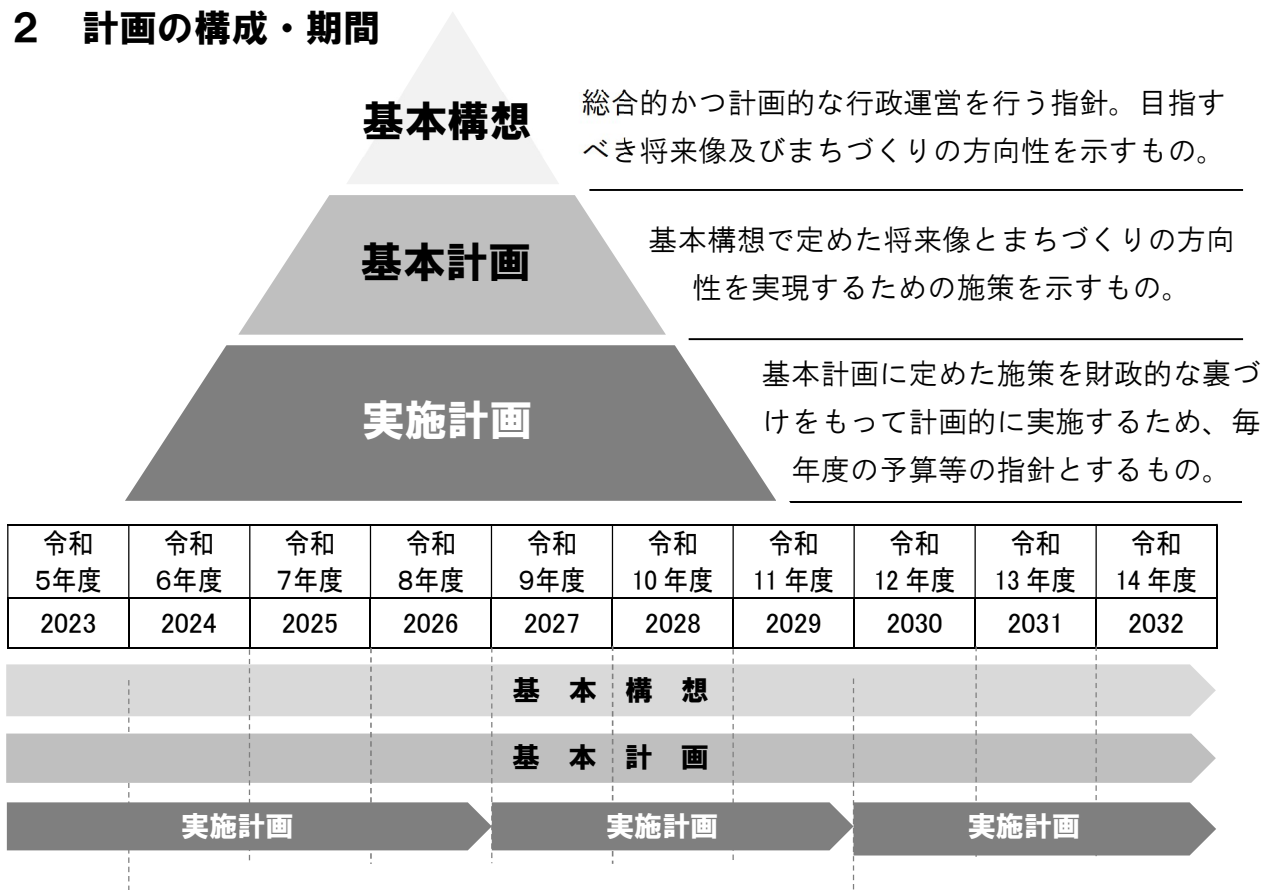 ２　計画の構成・期間
基本構想
総合的かつ計画的な行政運営を行う指針。目指す
べき将来像及びまちづくりの方向性を示すもの。
基本計画
基本構想で定めた将来像とまちづくりの方向
性を実現するための施策を示すもの。
実施計画
基本計画に定めた施策を財政的な裏づ
けをもって計画的に実施するため、毎
年度の予算等の指針とするもの。
令和 令和 令和 令和 令和 令和 令和 令和 令和 令和
5年度 6年度 7年度 8年度 9年度 10年度 11年度 12年度 13年度 14年度
2023 2024 2025 2026 2027 2028 2029 2030 2031 2032
基本構想
基本計画
実施計画 実施計画 実施計画